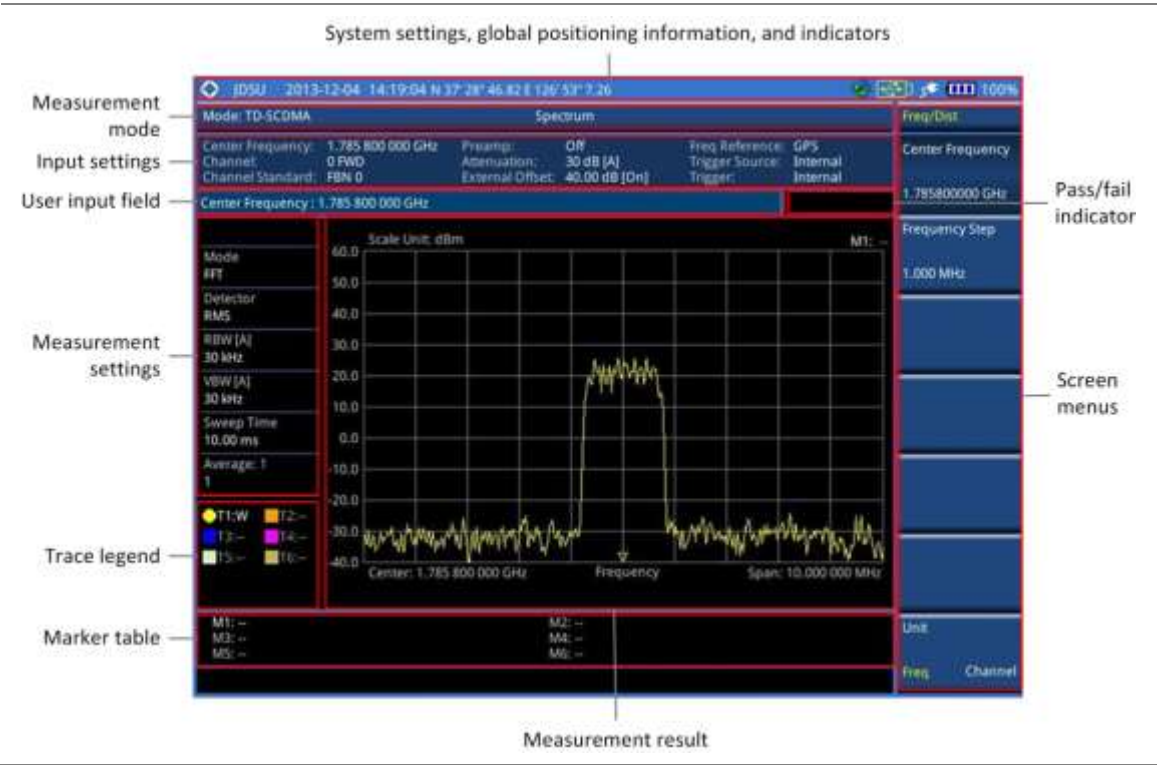 System settings, global positioning information, and indicators
JDSU 2013-12-04 14:19:04 N 37° 28" 46.82 E 126° 53" 7.26 100%
Measurement mode
Mode: TD-SCDMA Spectrum
Freq/Dist
Input settings
Center Frequency: 1.785 800 000 GHz Preamp: Off Freq Reference: GPS
Channel: 0 FWD Attenuation: 30 dB [A] Trigger Source: Internal
Channel Standard: FBN 0 External Offset: 40.00 dB [On] Trigger: Internal
Center Frequency
1.785800000 GHz
User input field
Center Frequency : 1.785 800 000 GHz
Pass/fail indicator
Frequency Step
1.000 MHz
Measurement settings
Mode
FFT
Detector
RMS
RBW [A]
30 kHz
VBW [A]
30 kHz
Sweep Time
10.00 ms
Average: 1
1
Scale Unit: dBm M1: --
60.0
50.0
40.0
30.0
20.0
10.0
0.0
-10.0
-20.0
-30.0
-40.0
Center: 1.785 800 000 GHz Frequency Span: 10.000 000 MHz
Screen menus
Trace legend
T1:W T2:--
T3:-- T4:--
T5:-- T6:--
Marker table
M1: -- M2: --
M3: -- M4: --
M5: -- M6: --
Unit
Freq Channel
Measurement result